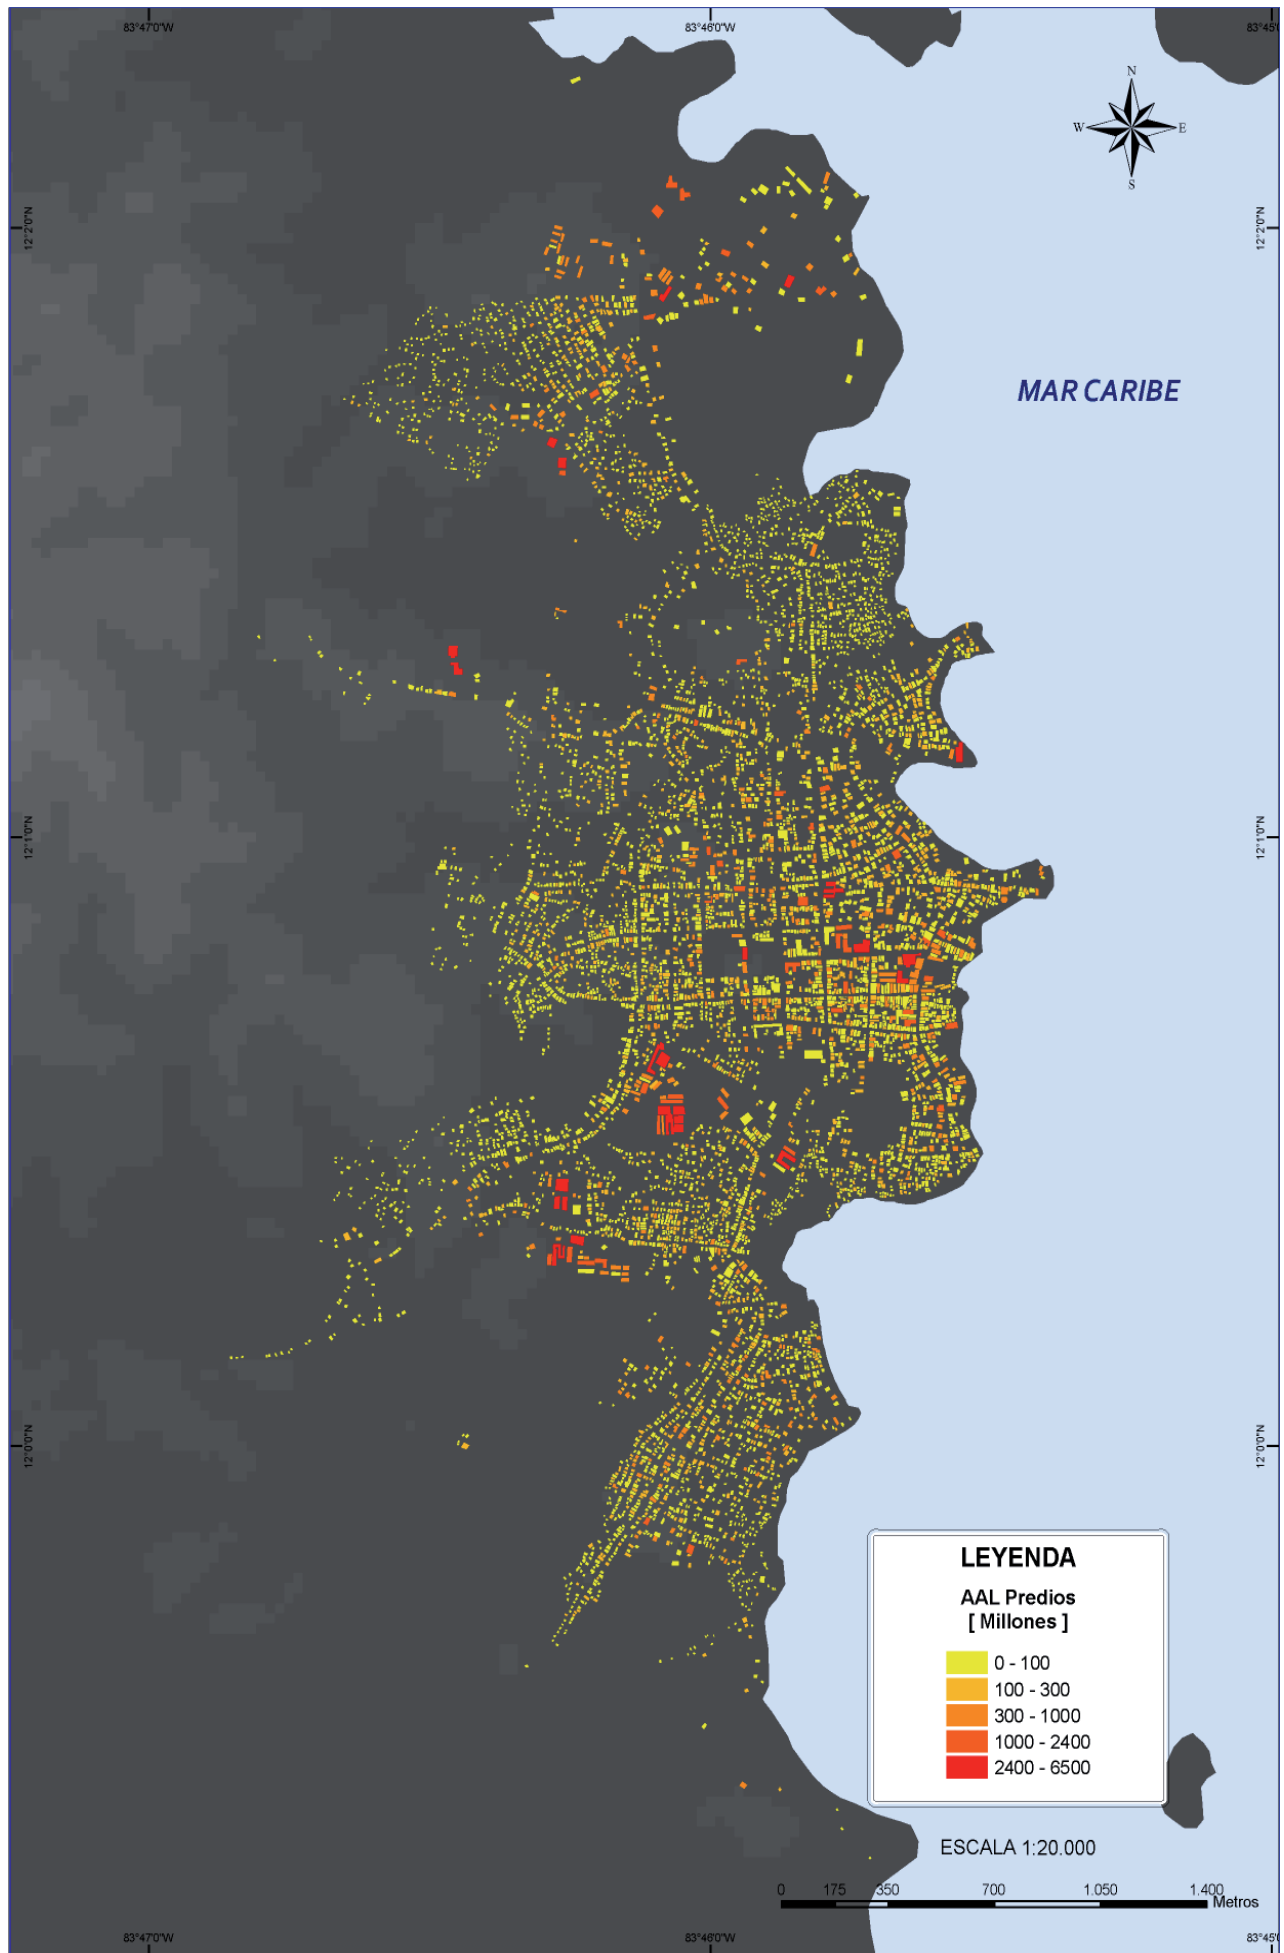 83°47'0"W 83°46'0"W 83°45'
N
W E
S
12°2'0"N 12°2'0"N
MAR CARIBE
12°1'0"N 12°1'0"N
12°0'0"N 12°0'0"N
LEYENDA
AAL Predios
[ Millones ]
0 - 100
100 - 300
300 - 1000
1000 - 2400
2400 - 6500
ESCALA 1:20.000
0 175 350 700 1.050 1.400
Metros
83°47'0"W 83°46'0"W 83°45'